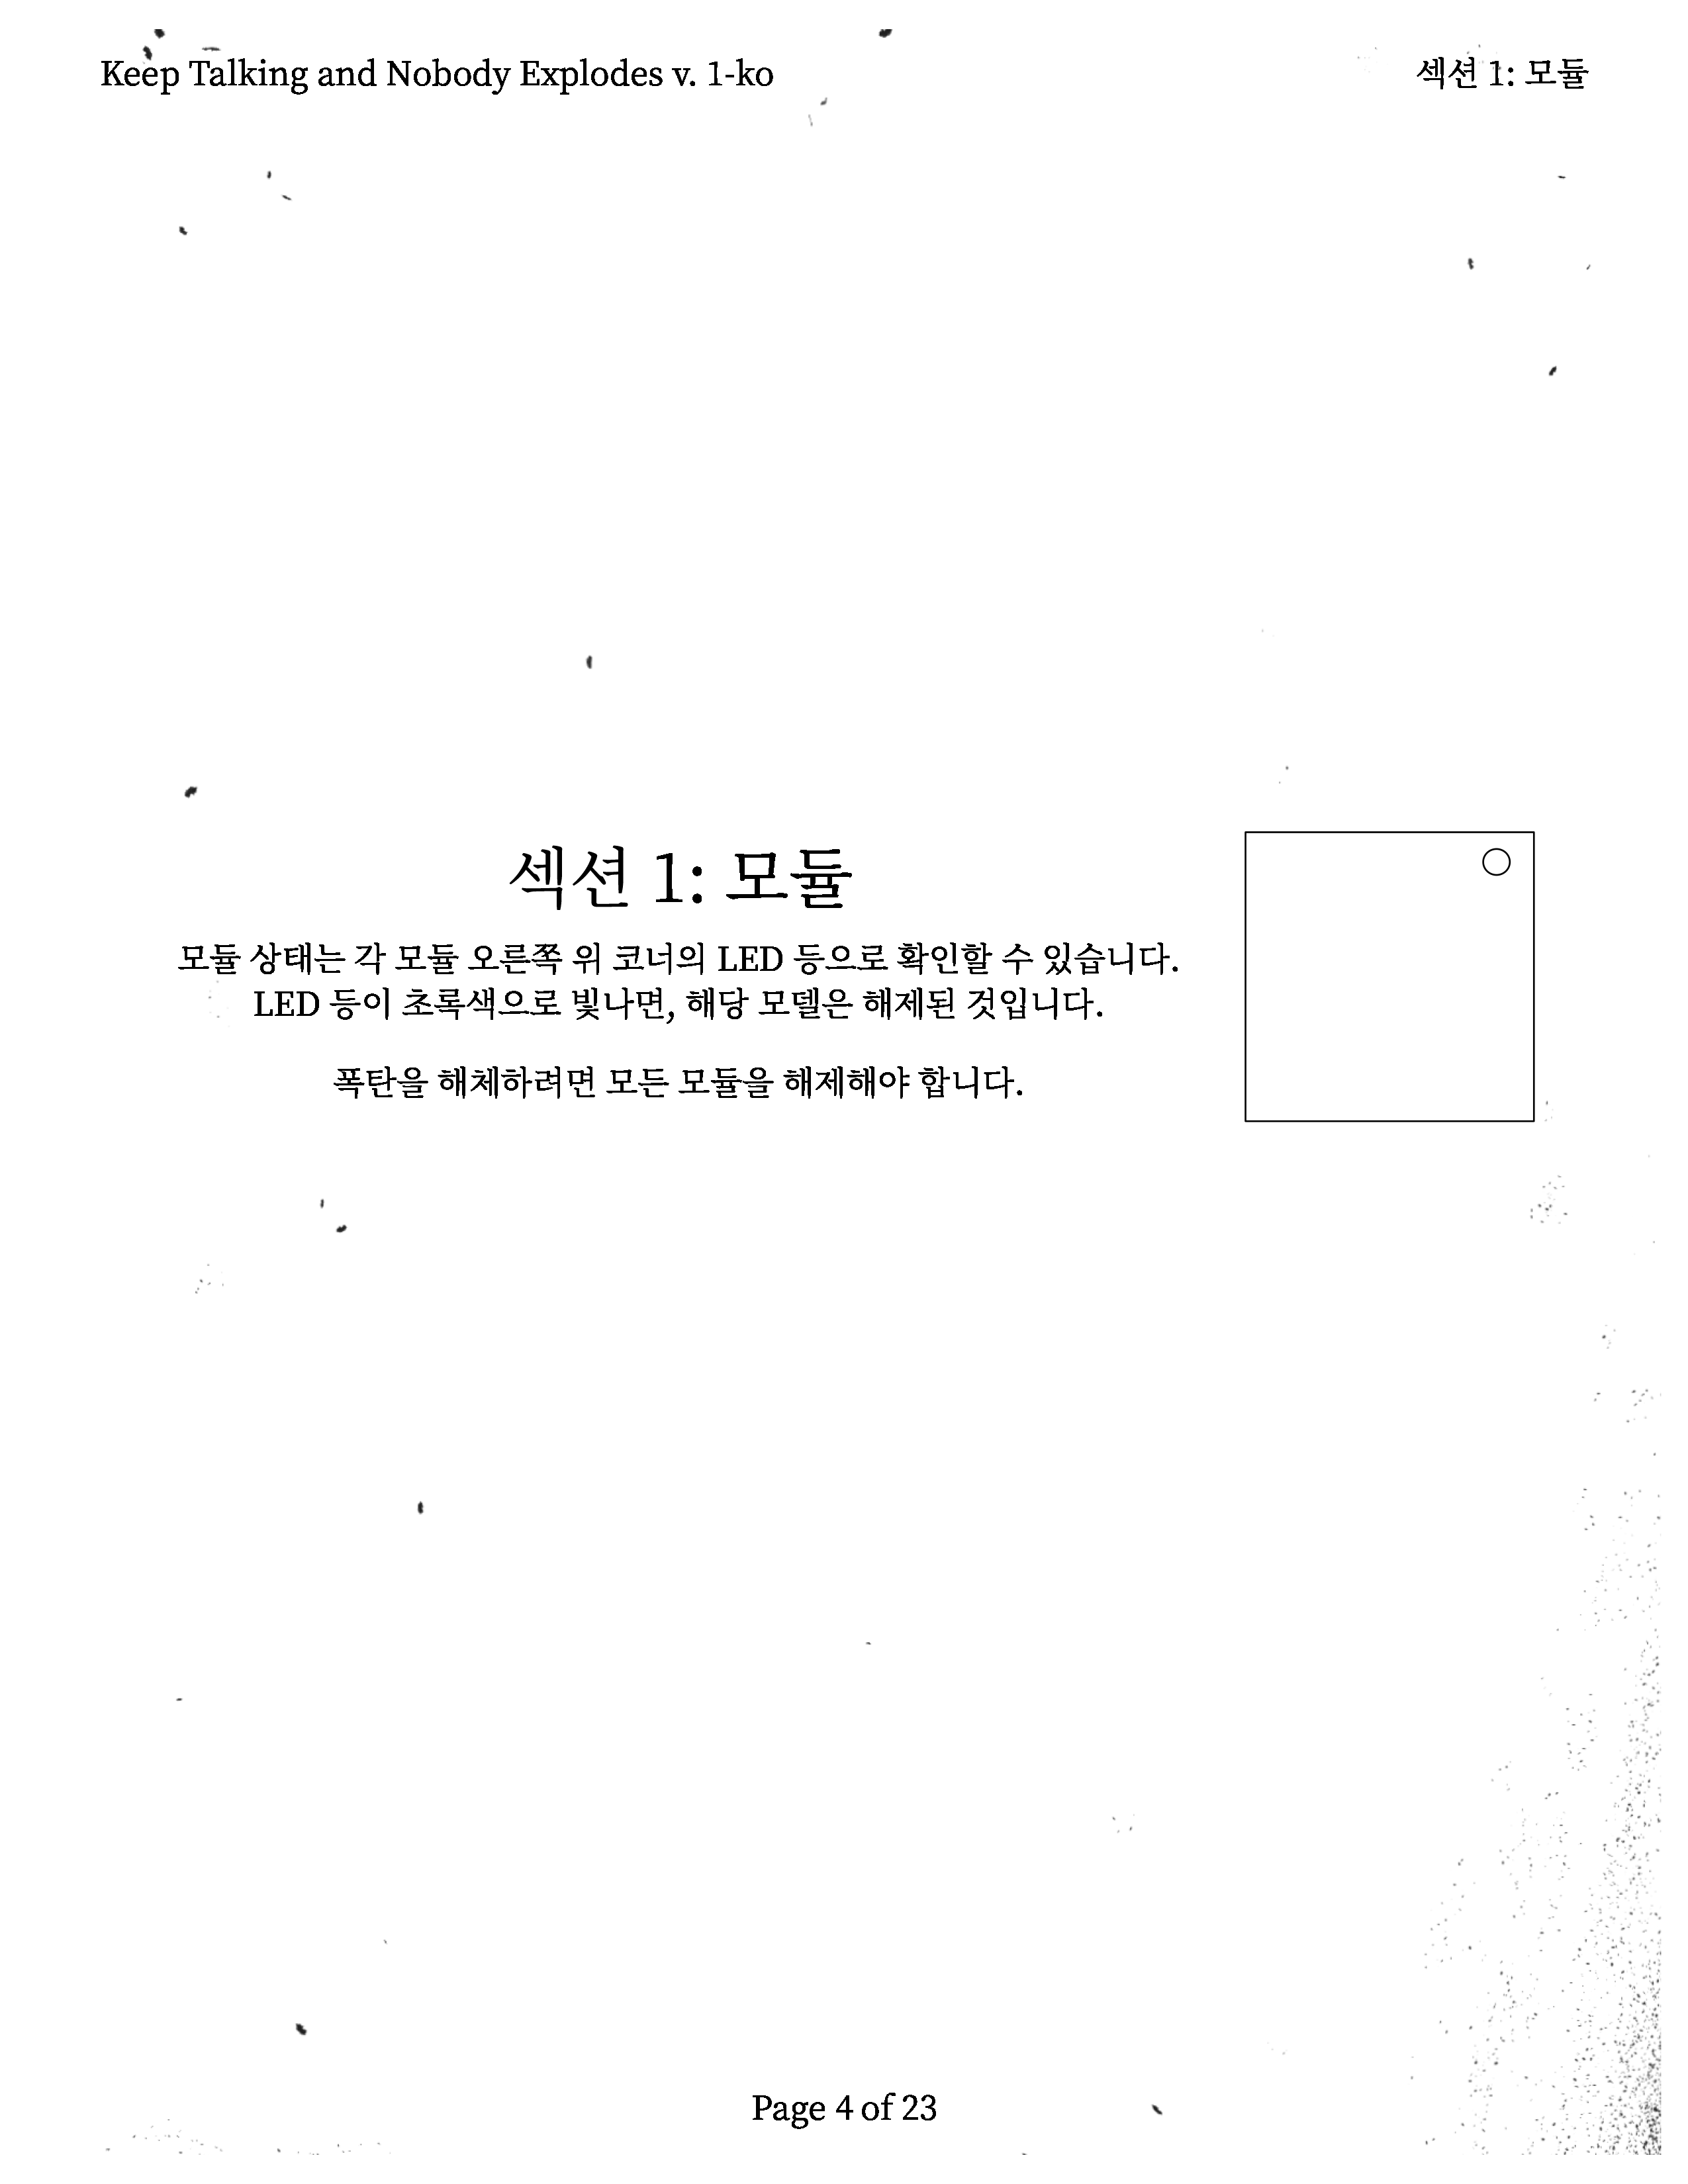 Keep Talking and Nobody Explodes v. 1-ko
섹션 1: 모듈
섹션 1: 모듈
모듈 상태는 각 모듈 오른쪽 위 코너의 LED 등으로 확인할 수 있습니다.
LED 등이 초록색으로 빛나면, 해당 모델은 해제된 것입니다.
폭탄을 해체하려면 모든 모듈을 해제해야 합니다.
Page 4 of 23